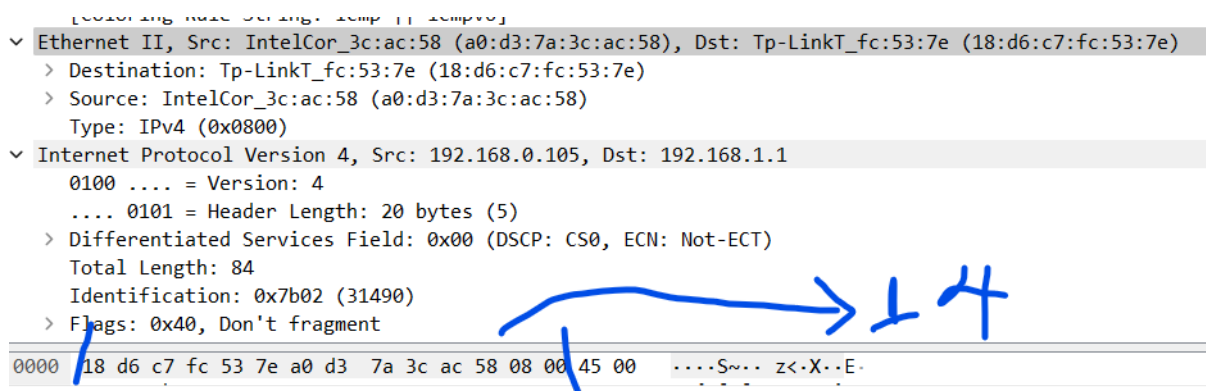 [Coloring Rule String: icmp || icmpv6]
Ethernet II, Src: IntelCor_3c:ac:58 (a0:d3:7a:3c:ac:58), Dst: Tp-LinkT_fc:53:7e (18:d6:c7:fc:53:7e)
Destination: Tp-LinkT_fc:53:7e (18:d6:c7:fc:53:7e)
Source: IntelCor_3c:ac:58 (a0:d3:7a:3c:ac:58)
Type: IPv4 (0x0800)
Internet Protocol Version 4, Src: 192.168.0.105, Dst: 192.168.1.1
0100 .... = Version: 4
.... 0101 = Header Length: 20 bytes (5)
Differentiated Services Field: 0x00 (DSCP: CS0, ECN: Not-ECT)
Total Length: 84
Identification: 0x7b02 (31490)
Flags: 0x40, Don't fragment
14
0000 18 d6 c7 fc 53 7e a0 d3 7a 3c ac 58 08 00 45 00 ····S~·· z<·X··E·